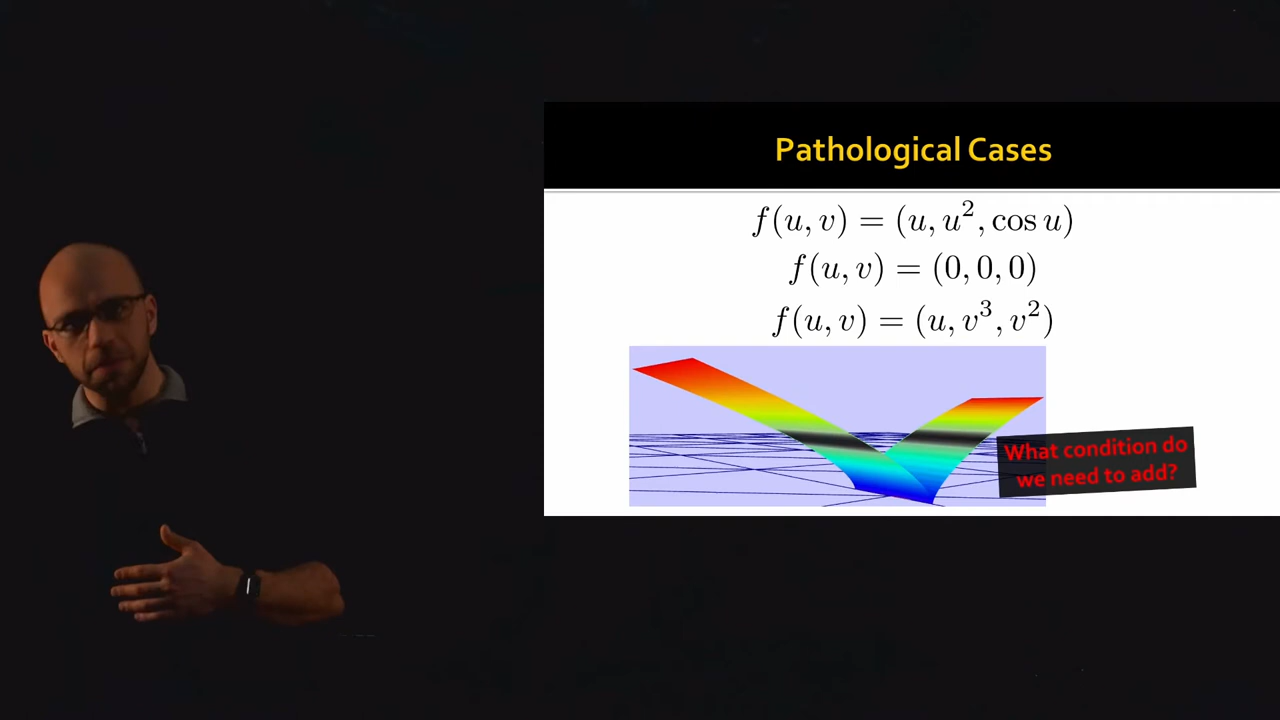 Pathological Cases
f(u, v) = (u, u², cos u)
f(u, v) = (0, 0, 0)
f(u, v) = (u, v³, v²)
What condition do
we need to add?